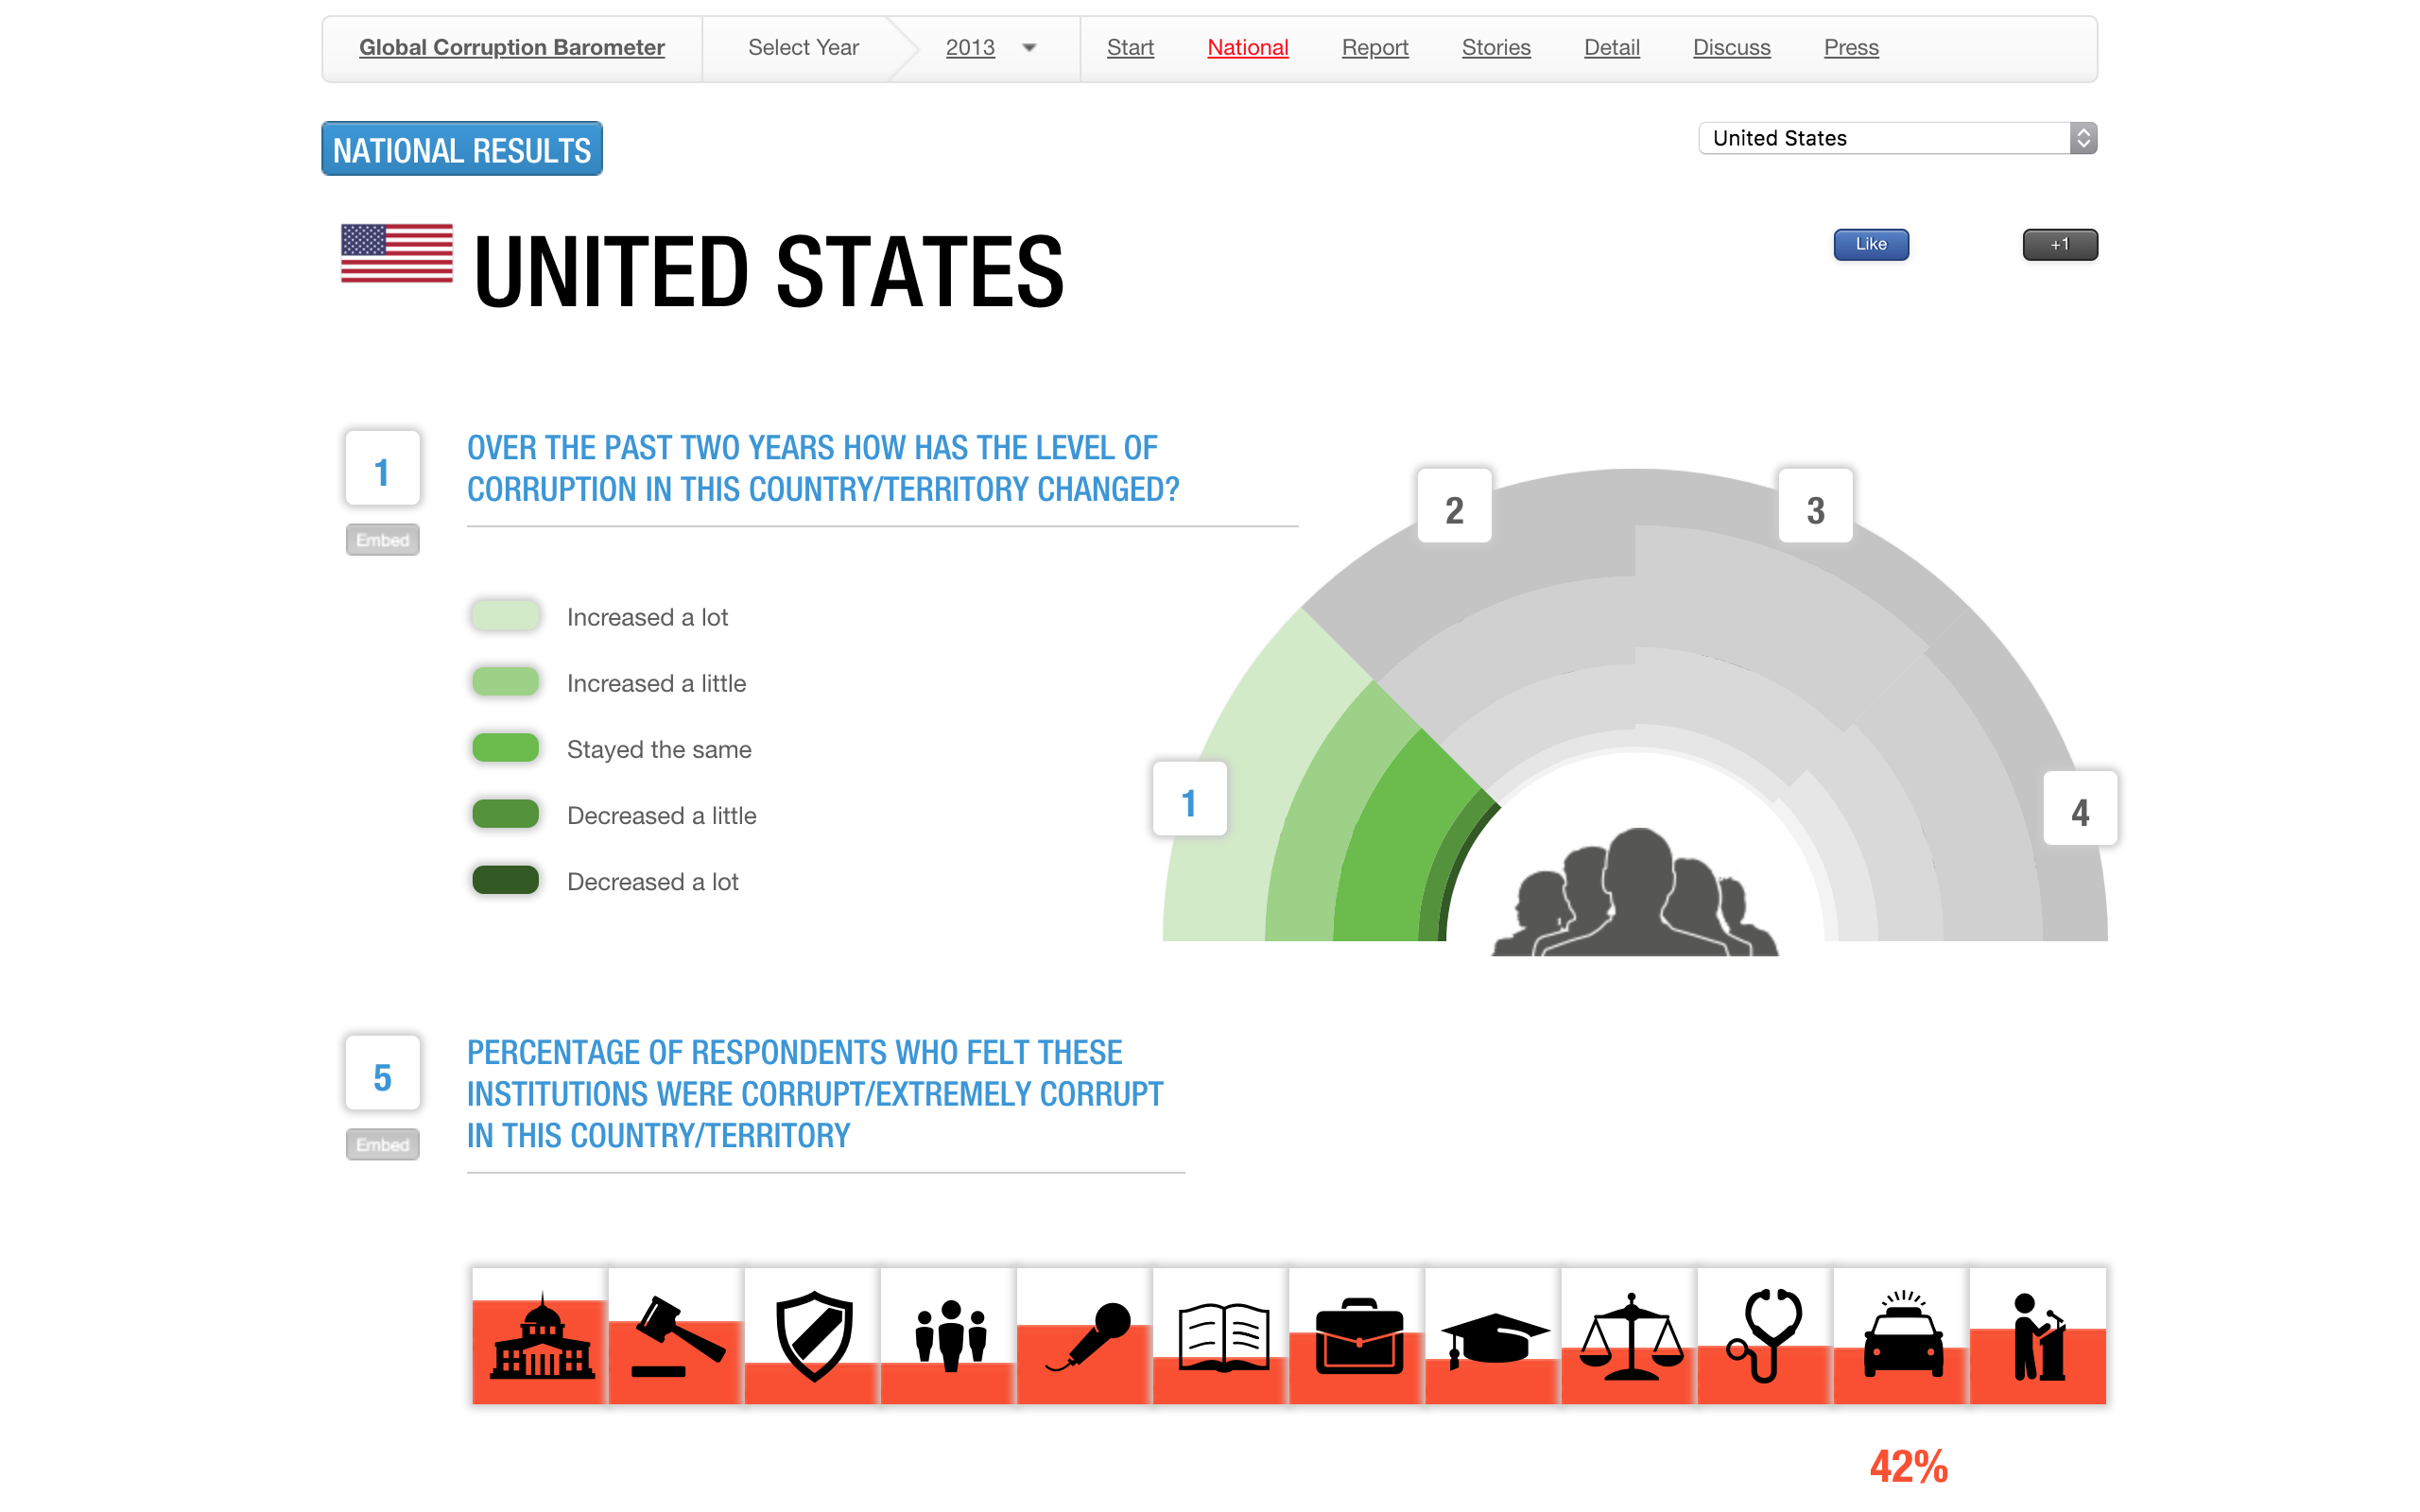 Global Corruption Barometer Select Year 2013 Start National Report Stories Detail Discuss Press
NATIONAL RESULTS
United States
UNITED STATES
Like
+1
1
Embed
OVER THE PAST TWO YEARS HOW HAS THE LEVEL OF
CORRUPTION IN THIS COUNTRY/TERRITORY CHANGED?
Increased a lot
Increased a little
Stayed the same
Decreased a little
Decreased a lot
1
2
3
4
5
Embed
PERCENTAGE OF RESPONDENTS WHO FELT THESE
INSTITUTIONS WERE CORRUPT/EXTREMELY CORRUPT
IN THIS COUNTRY/TERRITORY
42%